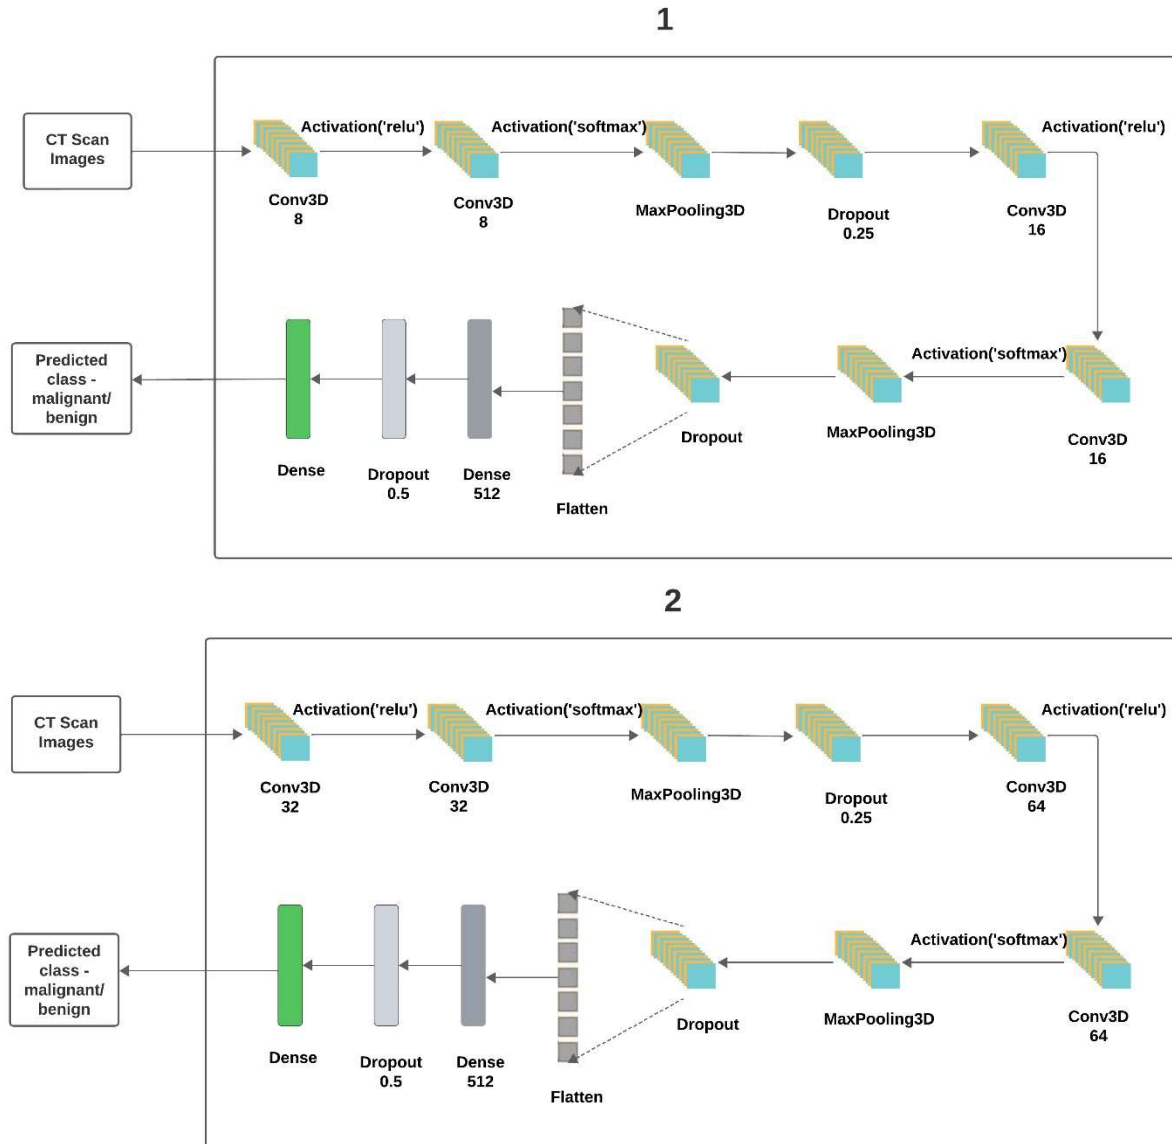 1
CT Scan
Images
Activation('relu')
Activation('softmax')
Activation('relu')
Conv3D
8
Conv3D
8
MaxPooling3D
Dropout
0.25
Conv3D
16
Predicted
class -
malignant/
benign
Dense
Dropout
0.5
Dense
512
Flatten
Dropout
MaxPooling3D
Activation('softmax')
Conv3D
16
2
CT Scan
Images
Activation('relu')
Activation('softmax')
Activation('relu')
Conv3D
32
Conv3D
32
MaxPooling3D
Dropout
0.25
Conv3D
64
Predicted
class -
malignant/
benign
Dense
Dropout
0.5
Dense
512
Flatten
Dropout
MaxPooling3D
Activation('softmax')
Conv3D
64